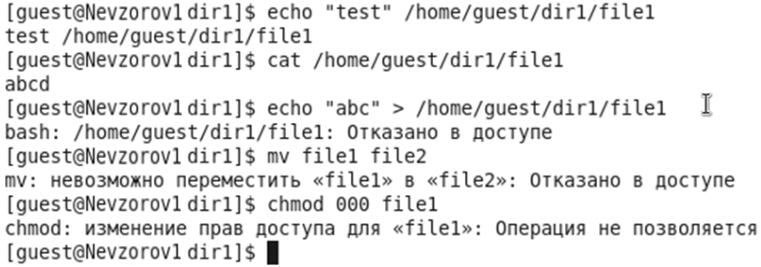 [guest@Nevzorov1 dir1]$ echo "test" /home/guest/dir1/file1
test /home/guest/dir1/file1
[guest@Nevzorov1 dir1]$ cat /home/guest/dir1/file1
abcd
[guest@Nevzorov1 dir1]$ echo "abc" > /home/guest/dir1/file1
bash: /home/guest/dir1/file1: Отказано в доступе
[guest@Nevzorov1 dir1]$ mv file1 file2
mv: невозможно переместить «file1» в «file2»: Отказано в доступе
[guest@Nevzorov1 dir1]$ chmod 000 file1
chmod: изменение прав доступа для «file1»: Операция не позволяется
[guest@Nevzorov1 dir1]$